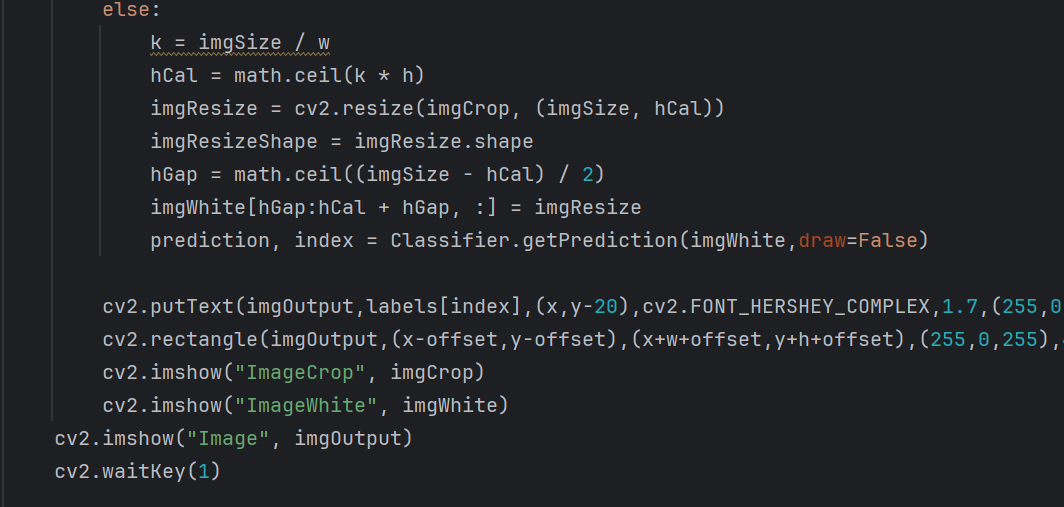 else:
k = imgSize / w
hCal = math.ceil(k * h)
imgResize = cv2.resize(imgCrop, (imgSize, hCal))
imgResizeShape = imgResize.shape
hGap = math.ceil((imgSize - hCal) / 2)
imgWhite[hGap:hCal + hGap, :] = imgResize
prediction, index = Classifier.getPrediction(imgWhite,draw=False)
cv2.putText(imgOutput,labels[index],(x,y-20),cv2.FONT_HERSHEY_COMPLEX,1.7,(255,0
cv2.rectangle(imgOutput,(x-offset,y-offset),(x+w+offset,y+h+offset),(255,0,255),
cv2.imshow("ImageCrop", imgCrop)
cv2.imshow("ImageWhite", imgWhite)
cv2.imshow("Image", imgOutput)
cv2.waitKey(1)